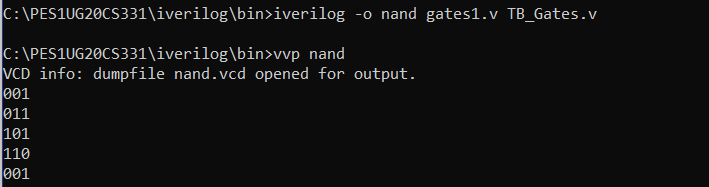 C:\PES1UG20CS331\iverilog\bin>iverilog -o nand gates1.v TB_Gates.v
C:\PES1UG20CS331\iverilog\bin>vvp nand
VCD info: dumpfile nand.vcd opened for output.
001
011
101
110
001